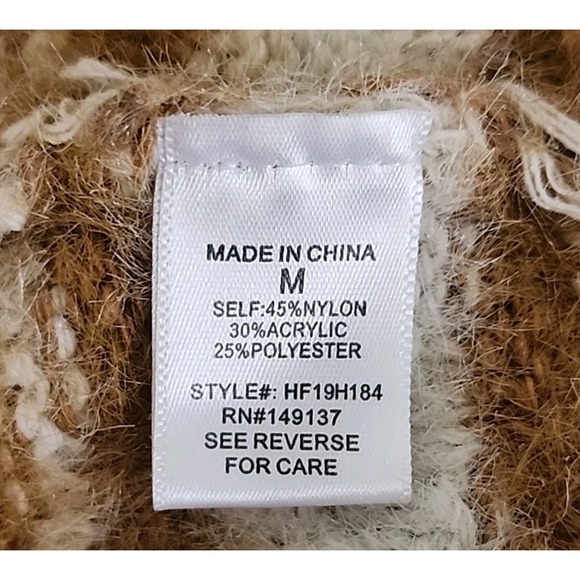 MADE IN CHINA
M
SELF:45%NYLON
30%ACRYLIC
25%POLYESTER
STYLE#: HF19H184
RN#149137
SEE REVERSE
FOR CARE